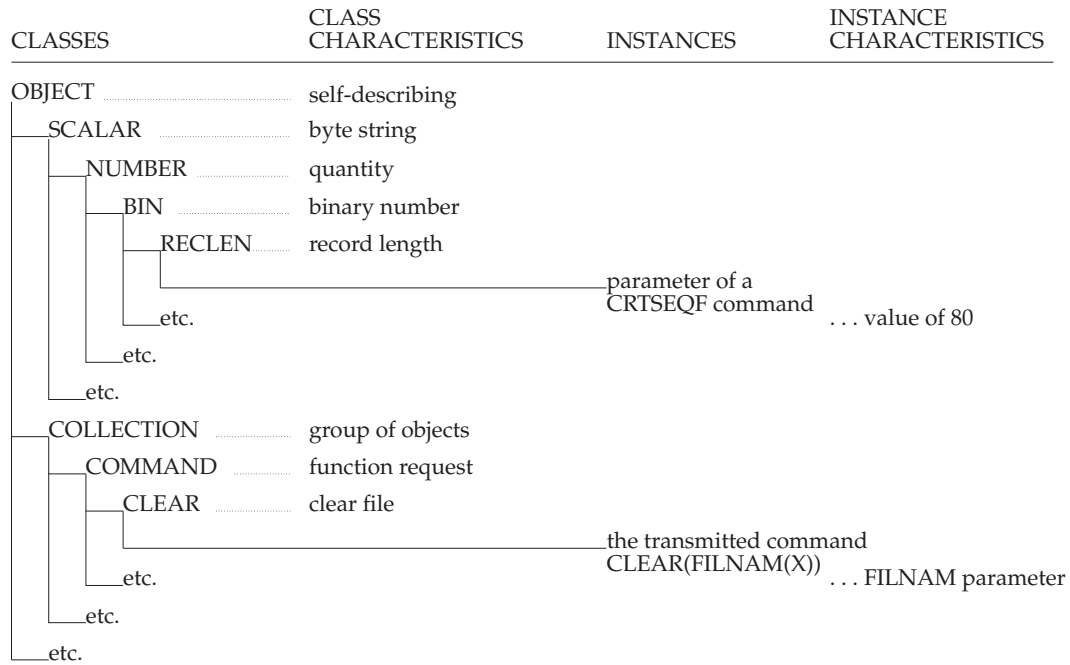 CLASSES CLASS CHARACTERISTICS INSTANCES INSTANCE CHARACTERISTICS
OBJECT self-describing
SCALAR byte string
NUMBER quantity
BIN binary number
RECLEN record length
parameter of a
CRTSEQF command
etc. . . . value of 80
etc.
etc.
COLLECTION group of objects
COMMAND function request
CLEAR clear file
the transmitted command
CLEAR(FILNAM(X))
etc. . . . FILNAM parameter
etc.
etc.